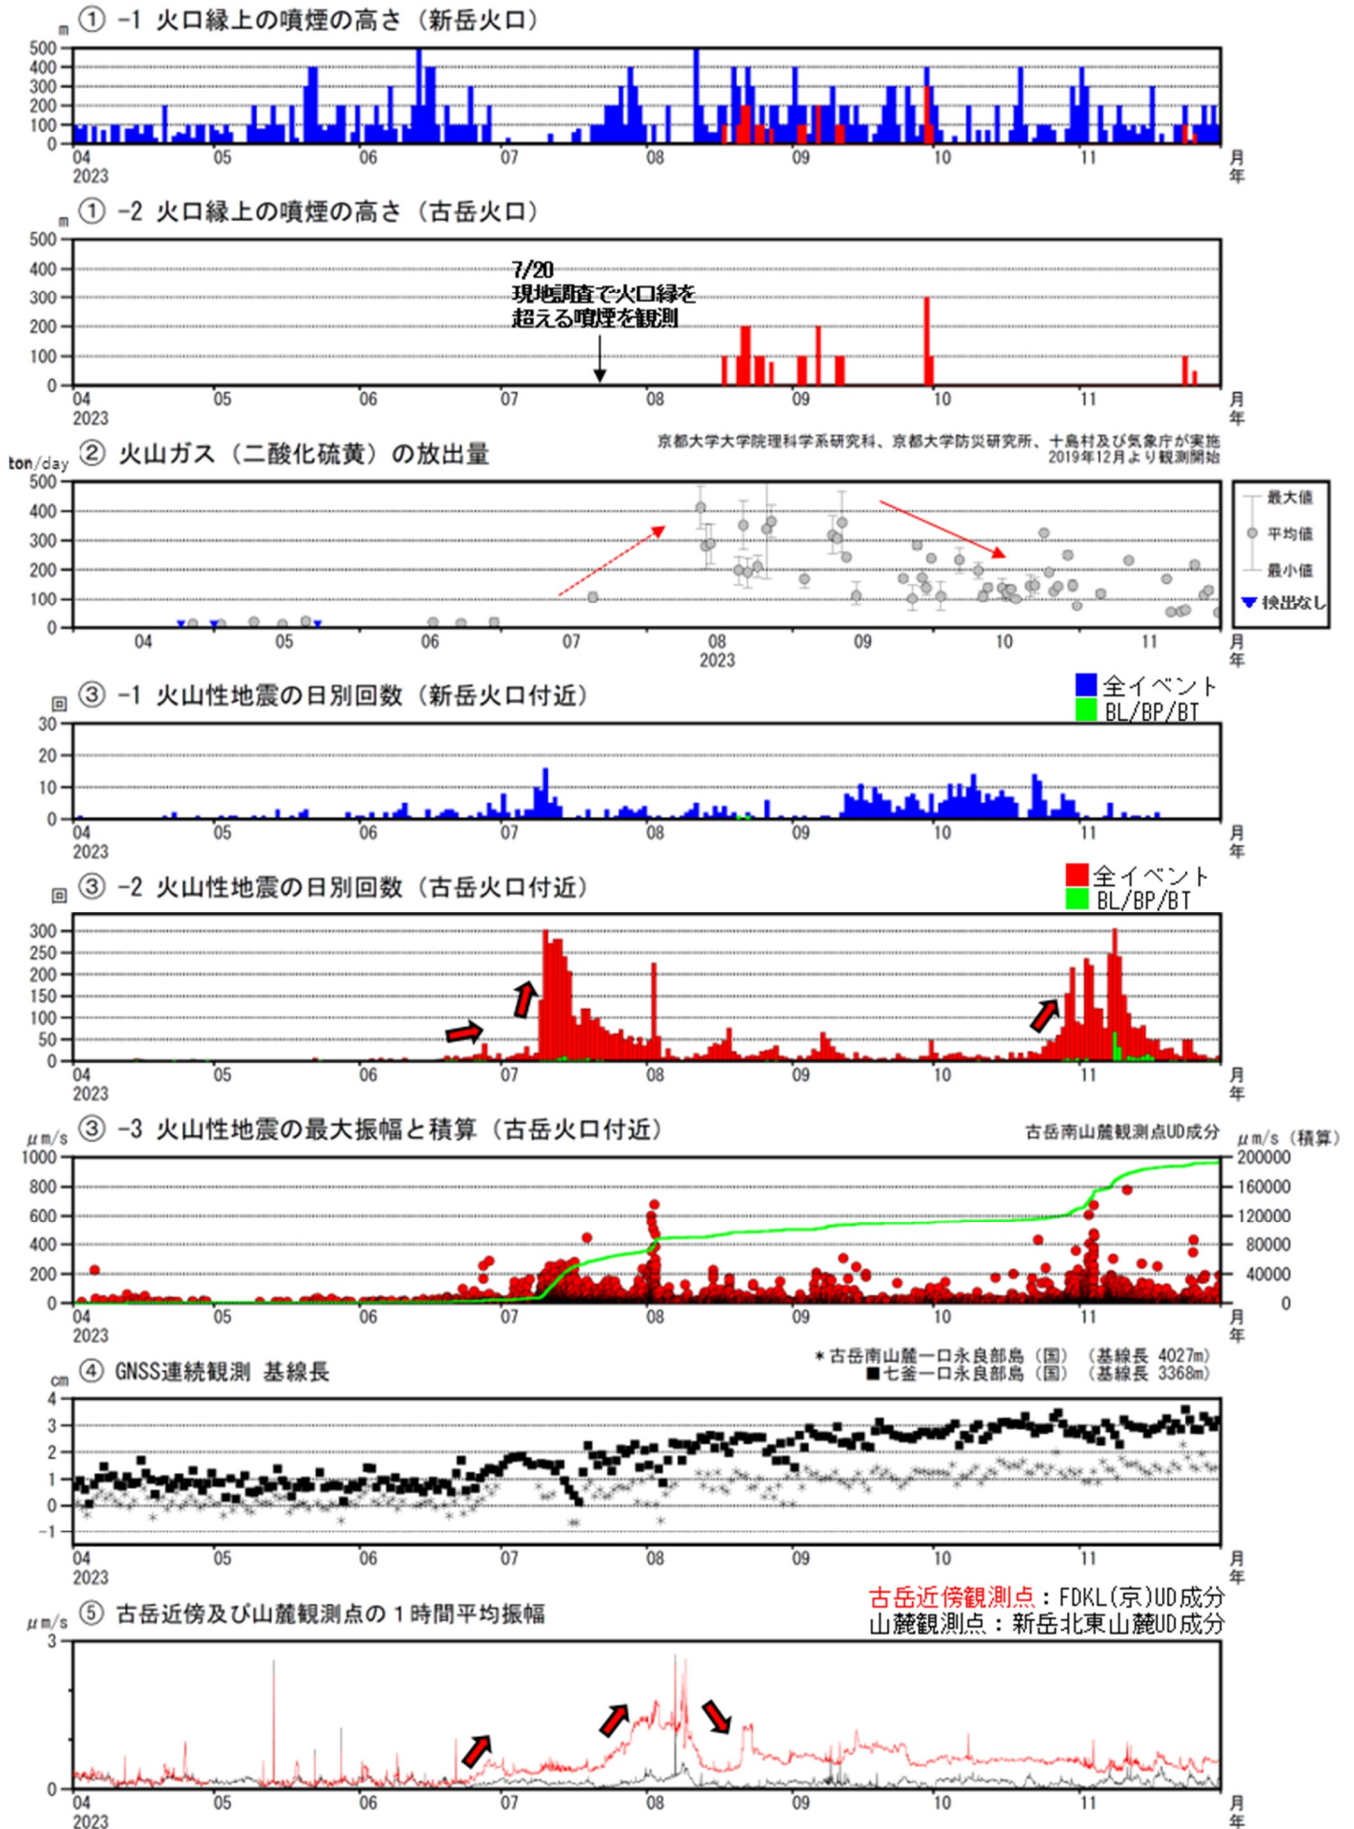 ① -1 火口縁上の噴煙の高さ（新岳火口）
m
500
400
300
200
100
0
04 05 06 07 08 09 10 11 月
2023 年
① -2 火口縁上の噴煙の高さ（古岳火口）
m
500
400
300
200
100
0
7/20
現地調査で火口縁を
超える噴煙を観測
04 05 06 07 08 09 10 11 月
2023 年
② 火山ガス（二酸化硫黄）の放出量
京都大学大学院理科学系研究科、京都大学防災研究所、十島村及び気象庁が実施
2019年12月より観測開始
ton/day
500
400
300
200
100
0
最大値
平均値
最小値
▼ 検出なし
04 05 06 07 08 09 10 11 月
2023 年
③ -1 火山性地震の日別回数（新岳火口付近）
回
全イベント
BL/BP/BT
30
20
10
0
04 05 06 07 08 09 10 11 月
2023 年
③ -2 火山性地震の日別回数（古岳火口付近）
回
全イベント
BL/BP/BT
300
250
200
150
100
50
0
04 05 06 07 08 09 10 11 月
2023 年
③ -3 火山性地震の最大振幅と積算（古岳火口付近）
古岳南山麓観測点UD成分
μm/s
μm/s（積算）
1000 200000
800 160000
600 120000
400 80000
200 40000
0 0
04 05 06 07 08 09 10 11 月
2023 年
④ GNSS連続観測 基線長
cm
* 古岳南山麓ー口永良部島（国）（基線長 4027m）
■ 七釜ー口永良部島（国）（基線長 3368m）
4
3
2
1
0
-1
04 05 06 07 08 09 10 11 月
2023 年
⑤ 古岳近傍及び山麓観測点の１時間平均振幅
μm/s
古岳近傍観測点：FDKL(京)UD成分
山麓観測点：新岳北東山麓UD成分
3
0
04 05 06 07 08 09 10 11 月
2023 年